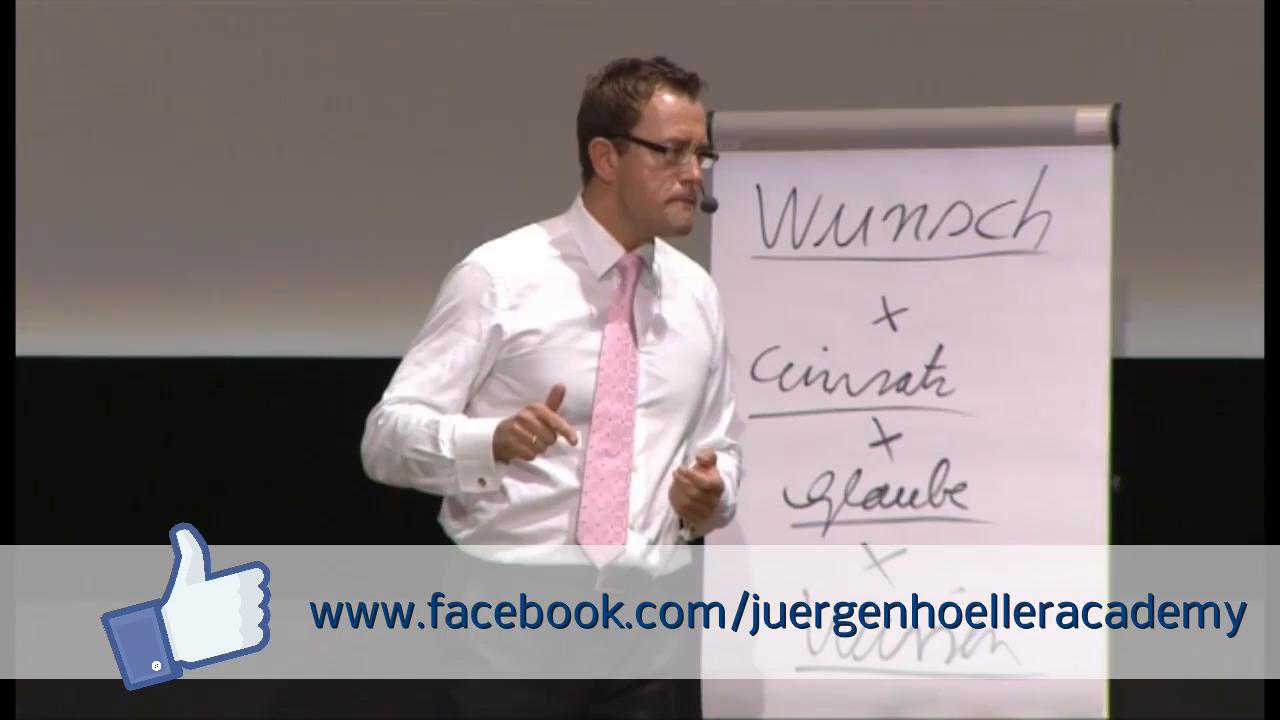 Wunsch
x
Einsatz
x
Glaube
x
www.facebook.com/juergenhoelleracademy